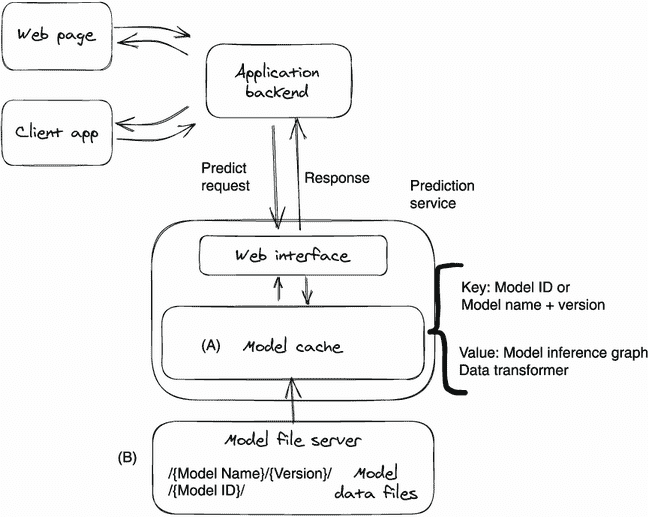 Web page
Application
backend
Client app
Predict
request
Response
Prediction
service
Web interface
Key: Model ID or
Model name + version
(A) Model cache
Value: Model inference graph
Data transformer
(B)
Model file server
/{Model Name}/{Version}/
/{Model ID}/
Model
data files